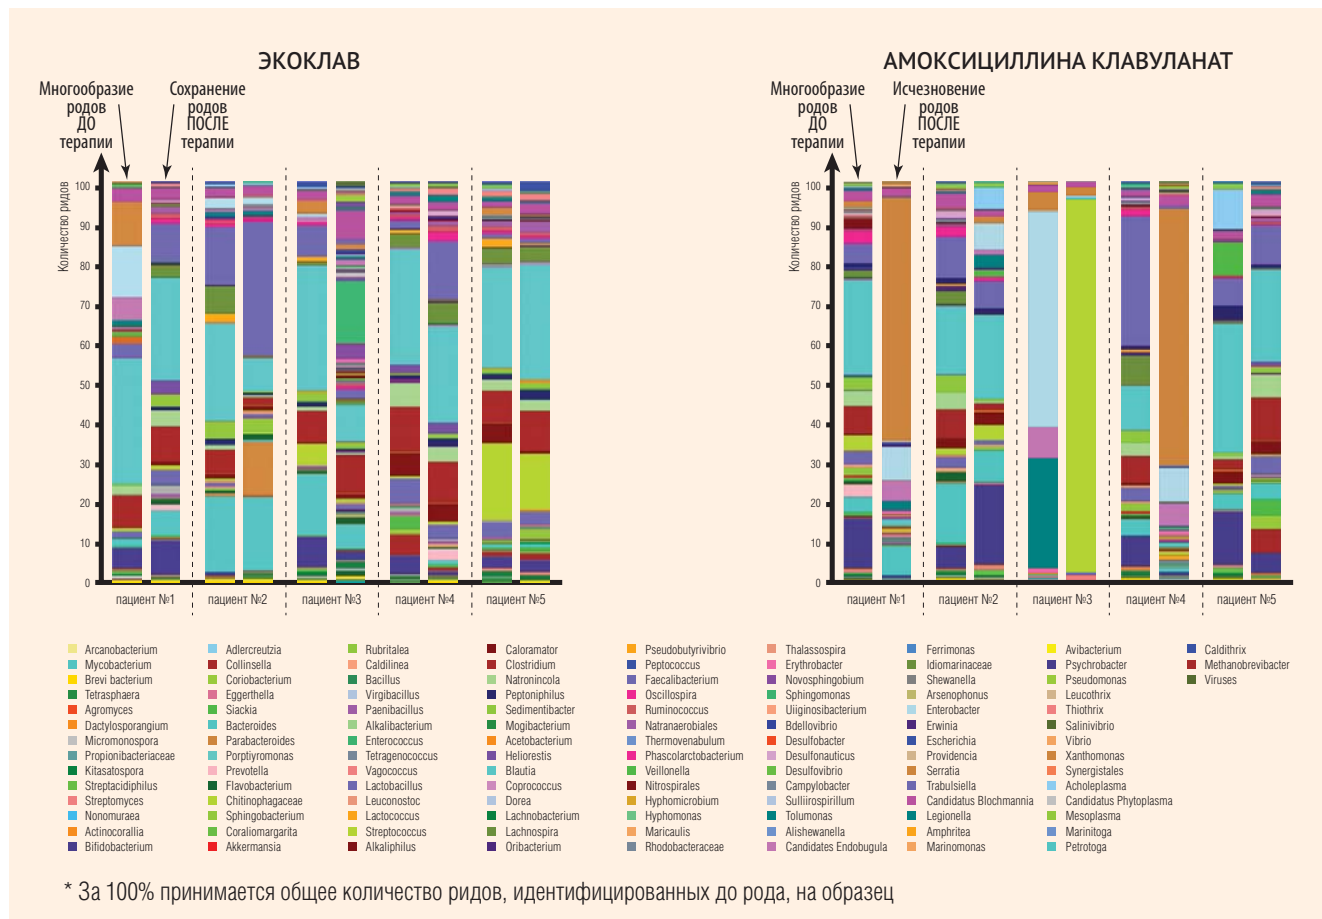 ЭКОКЛАВ
Многообразие
родов
ДО
терапии
Сохранение
родов
ПОСЛЕ
терапии
Количество ридов
100
90
80
70
60
50
40
30
20
10
0
пациент №1
пациент №2
пациент №3
пациент №4
пациент №5
АМОКСИЦИЛЛИНА КЛАВУЛАНАТ
Многообразие
родов
ДО
терапии
Исчезновение
родов
ПОСЛЕ
терапии
Количество ридов
100
90
80
70
60
50
40
30
20
10
0
пациент №1
пациент №2
пациент №3
пациент №4
пациент №5
Arcanobacterium
Mycobacterium
Brevi bacterium
Tetrasphaera
Agromyces
Dactylosporangium
Micromonospora
Propionibacteriaceae
Kitasatospora
Streptacidiphilus
Streptomyces
Nonomuraea
Actinocorallia
Bifidobacterium
Adlercreutzia
Collinsella
Coriobacterium
Eggerthella
Siackia
Bacteroides
Parabacteroides
Porptiyromonas
Prevotella
Flavobacterium
Chitinophagaceae
Sphingobacterium
Coraliomargarita
Akkermansia
Rubritalea
Caldilinea
Bacillus
Virgibacillus
Paenibacillus
Alkalibacterium
Enterococcus
Tetragenococcus
Vagococcus
Lactobacillus
Leuconostoc
Lactococcus
Streptococcus
Alkaliphilus
Caloramator
Clostridium
Natronincola
Peptoniphilus
Sedimentibacter
Mogibacterium
Acetobacterium
Heliorestis
Blautia
Coprococcus
Dorea
Lachnobacterium
Lachnospira
Oribacterium
Pseudobutyrivibrio
Peptococcus
Faecalibacterium
Oscillospira
Ruminococcus
Natranaerobiales
Thermovenabulum
Phascolarctobacterium
Veillonella
Nitrospirales
Hyphomicrobium
Hyphomonas
Maricaulis
Rhodobacteraceae
Thalassospira
Erythrobacter
Novosphingobium
Sphingomonas
Uiiginosibacterium
Bdellovibrio
Desulfobacter
Desulfonauticus
Desulfovibrio
Campylobacter
Sulliirospirillum
Tolumonas
Alishewanella
Candidates Endobugula
Ferrimonas
Idiomarinaceae
Shewanella
Arsenophonus
Enterobacter
Erwinia
Escherichia
Providencia
Serratia
Trabulsiella
Candidatus Blochmannia
Legionella
Amphritea
Marinomonas
Avibacterium
Psychrobacter
Pseudomonas
Leucothrix
Thiothrix
Salinivibrio
Vibrio
Xanthomonas
Synergistales
Acholeplasma
Candidatus Phytoplasma
Mesoplasma
Marinitoga
Petrotoga
Caldithrix
Methanobrevibacter
Viruses
* За 100% принимается общее количество ридов, идентифицированных до рода, на образец